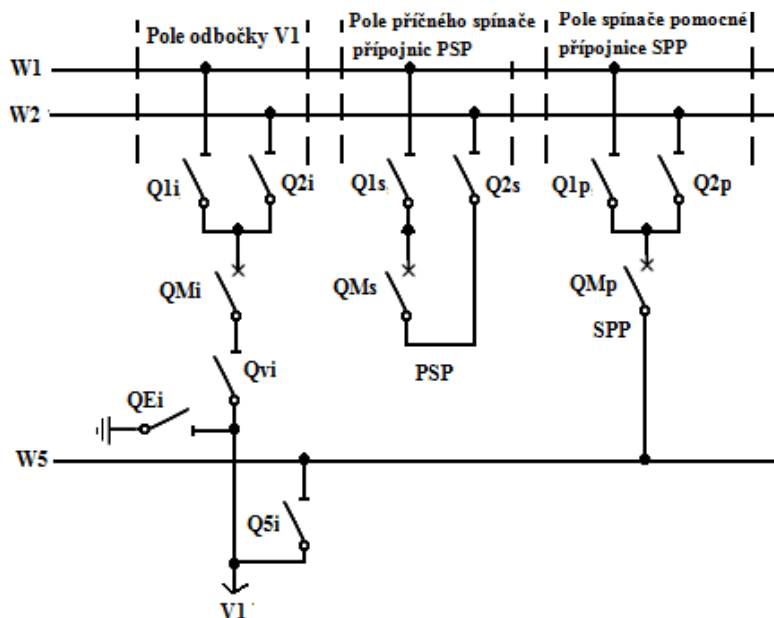 Pole odbočky V1
Pole příčného spínače
přípojnic PSP
Pole spínače pomocné
přípojnice SPP
W1
W2
Q1i
Q2i
Q1s
Q2s
Q1p
Q2p
QMi
QMs
QMp
SPP
Qvi
PSP
QEi
W5
Q5i
V1